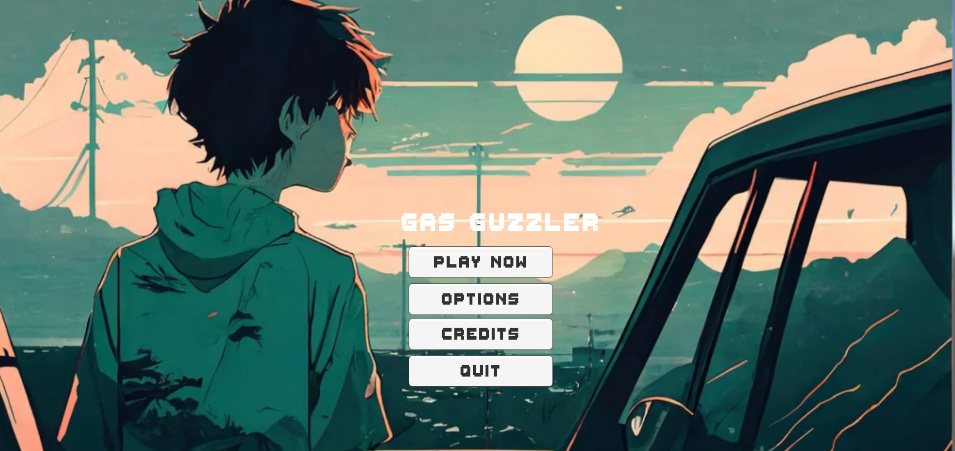 GAS GUZZLER
PLAY NOW
OPTIONS
CREDITS
QUIT